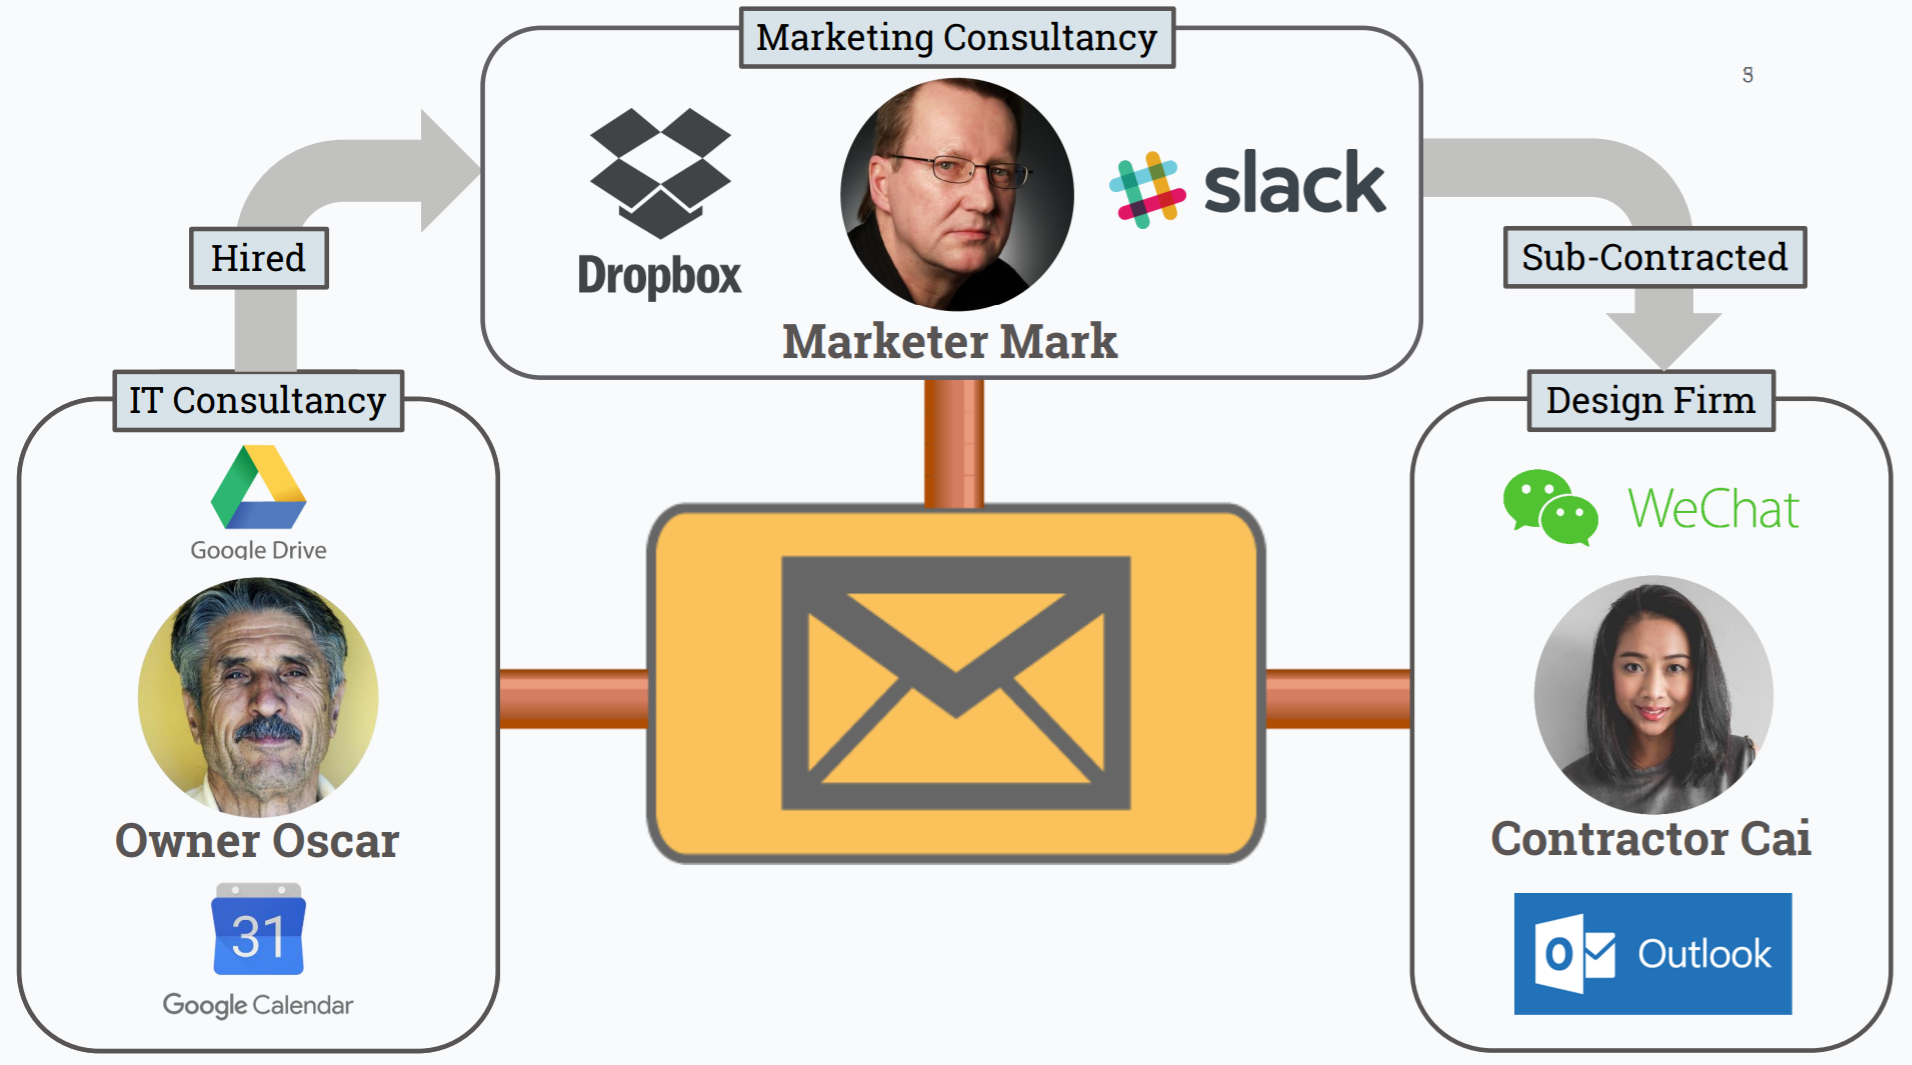 Marketing Consultancy
Dropbox
slack
Marketer Mark
Hired
Sub-Contracted
IT Consultancy
Google Drive
Owner Oscar
31
Google Calendar
Design Firm
WeChat
Contractor Cai
Outlook